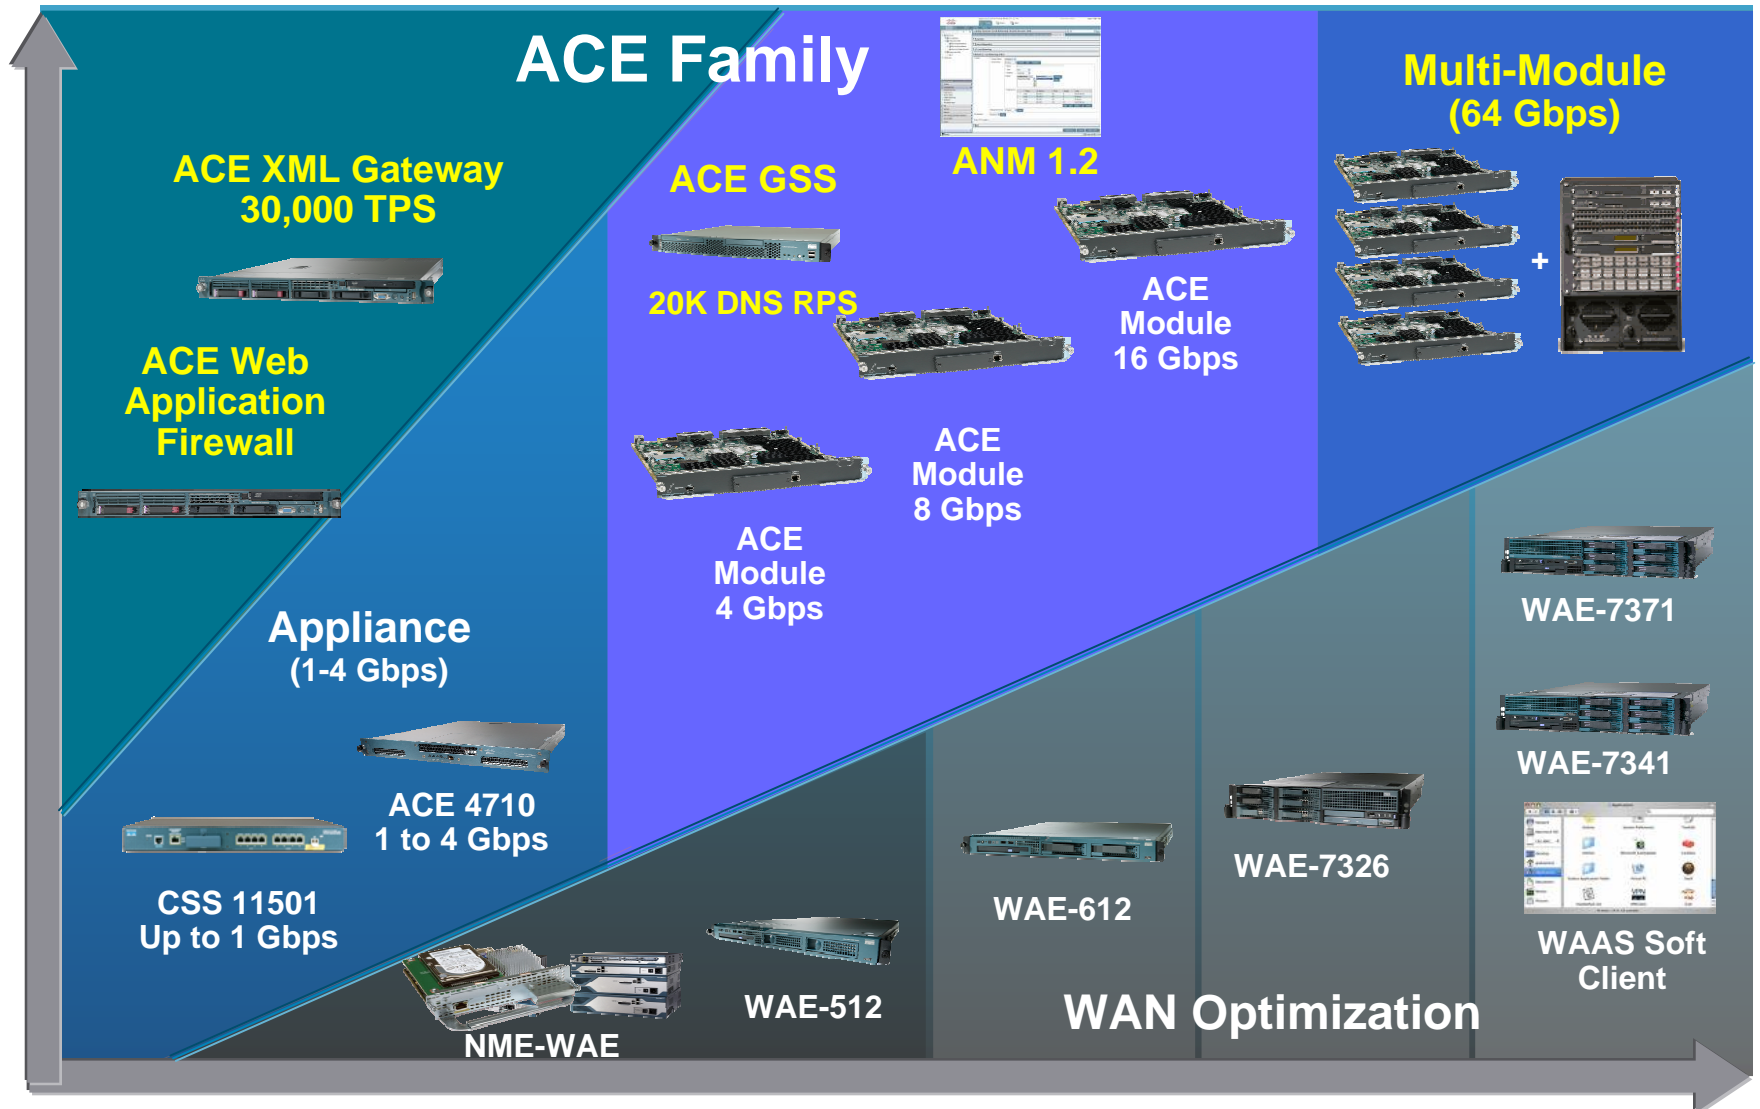 ACE Family
Multi-Module
(64 Gbps)
ANM 1.2
ACE XML Gateway
30,000 TPS
ACE GSS
20K DNS RPS
+
ACE
Module
16 Gbps
ACE Web
Application
Firewall
ACE
Module
8 Gbps
ACE
Module
4 Gbps
Appliance
(1-4 Gbps)
WAE-7371
WAE-7341
ACE 4710
1 to 4 Gbps
WAE-7326
CSS 11501
Up to 1 Gbps
WAE-612
WAAS Soft
Client
WAE-512
WAN Optimization
NME-WAE